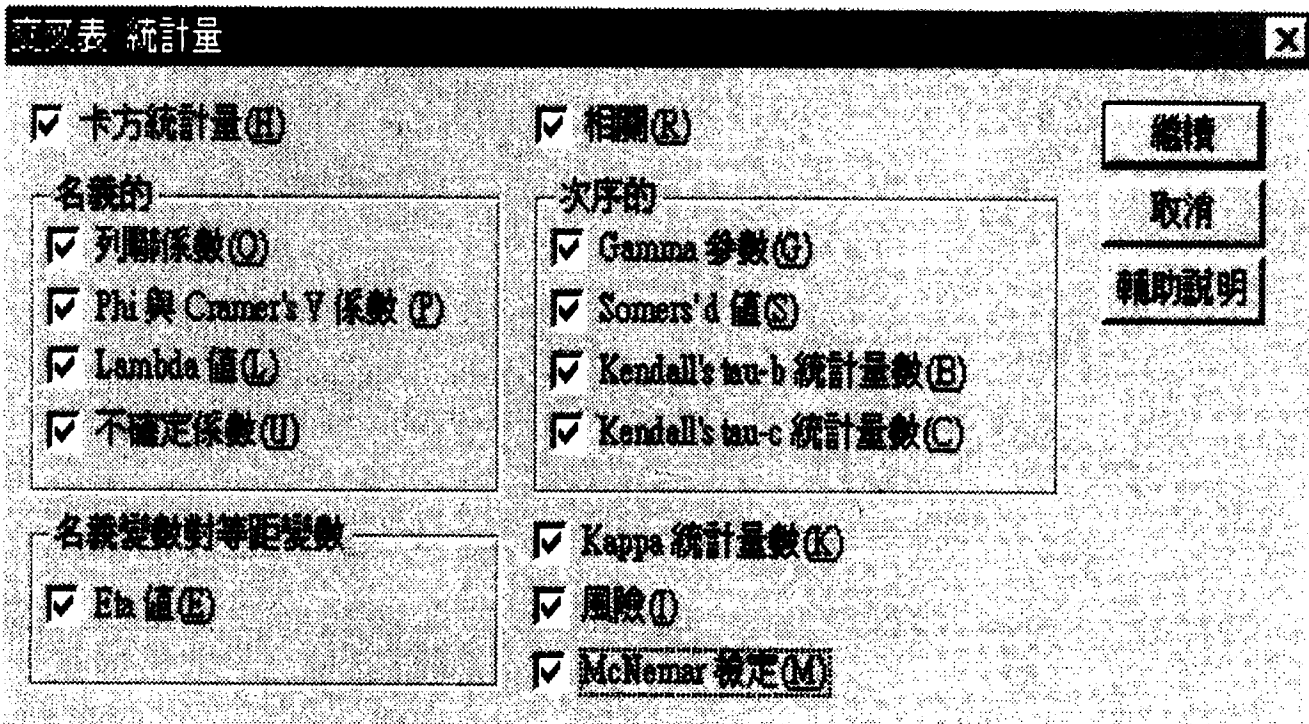 交叉表 統計量
卡方統計量(H)
相關(R)
繼續
取消
輔助說明
名義的
列聯係數(O)
Phi 與 Cramer's V 係數 (P)
Lambda 值(L)
不確定係數(U)
次序的
Gamma 參數(G)
Somers' d 值(S)
Kendall's tau-b 統計量數(B)
Kendall's tau-c 統計量數(C)
名義變數對等距變數
Eta 值(E)
Kappa 統計量數(K)
風險(I)
McNemar 檢定(M)